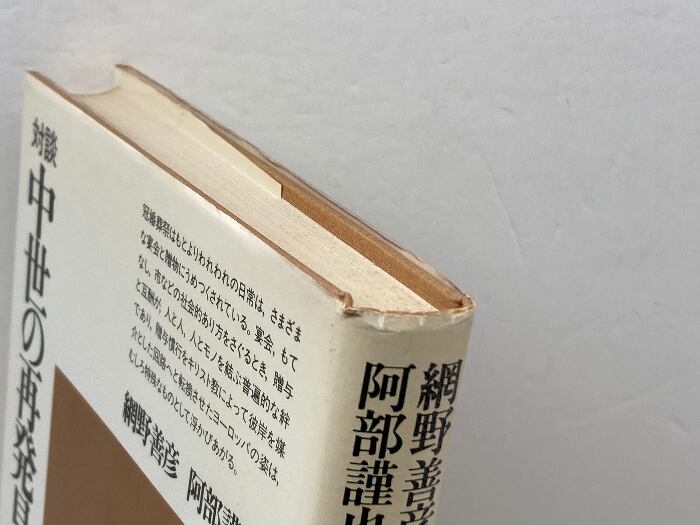 対談
中世の再発見
冠婚葬祭はもとよりわれわれの日常は，さまざま
な宴会と贈物にうめつくされている。宴会，もて
なし，市などの社会的あり方をさぐるとき，贈与
と互酬が，人と人，人とモノを結ぶ普遍的な絆
であり，贈与慣行をキリスト教によって彼岸を媒
介とした回路へと転換させたヨーロッパの姿は，
むしろ特殊なものとして浮かびあがる。
網野善彦 阿部謹
網野善彦
阿部謹也